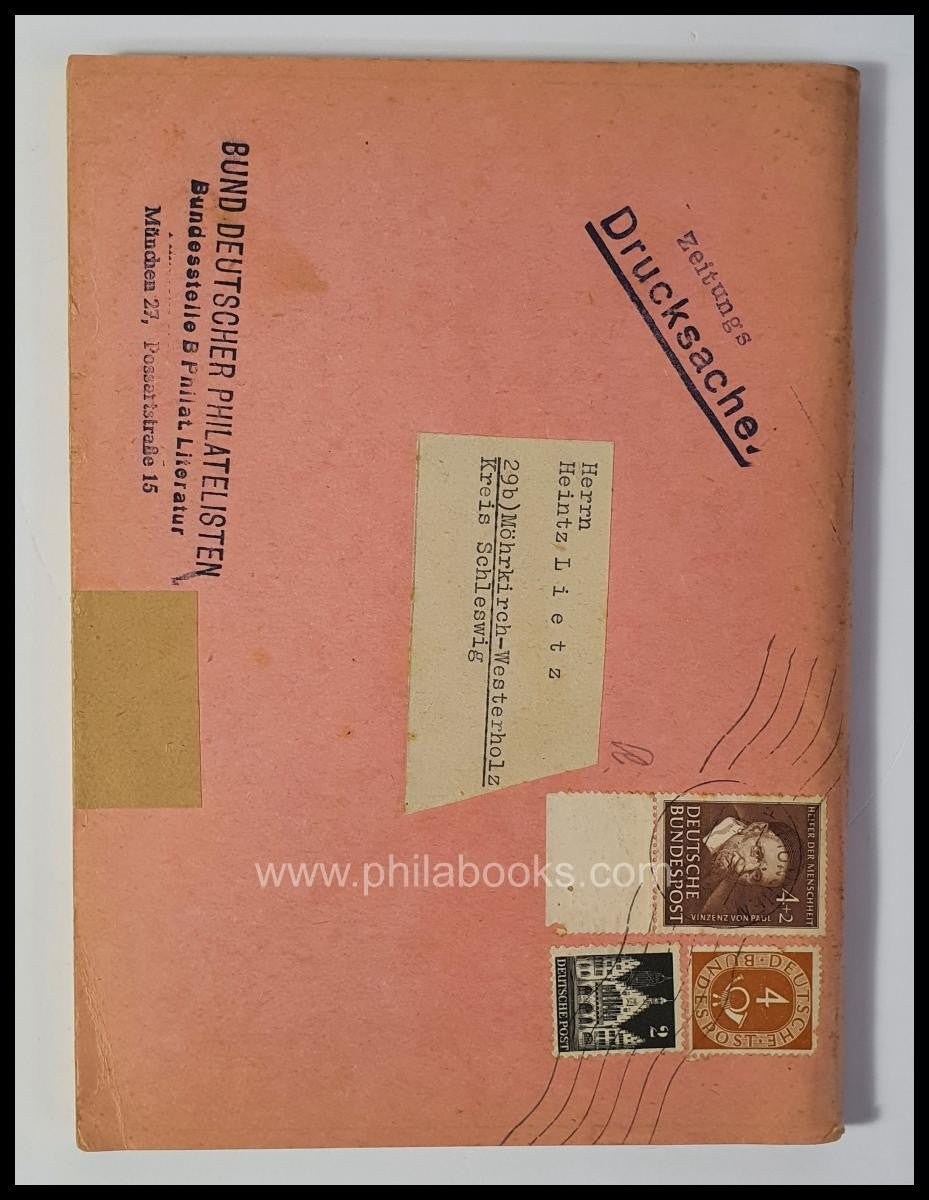 BUND DEUTSCHER PHILATELISTEN
Bundesstelle B Philat. Literatur
München 27, Possartstraße 15
Zeitungs
Drucksache
Herrn
Heintz L i e t z
29b)Möhrkirch-Westerholz
Kreis Schleswig
HELFER DER MENSCHHEIT
4+2
VINZENZ VON PAUL
DEUTSCHE
BUNDESPOST
DEUTSCHE
4
BUNDESPOST
2
DEUTSCHE POST
www.philabooks.com